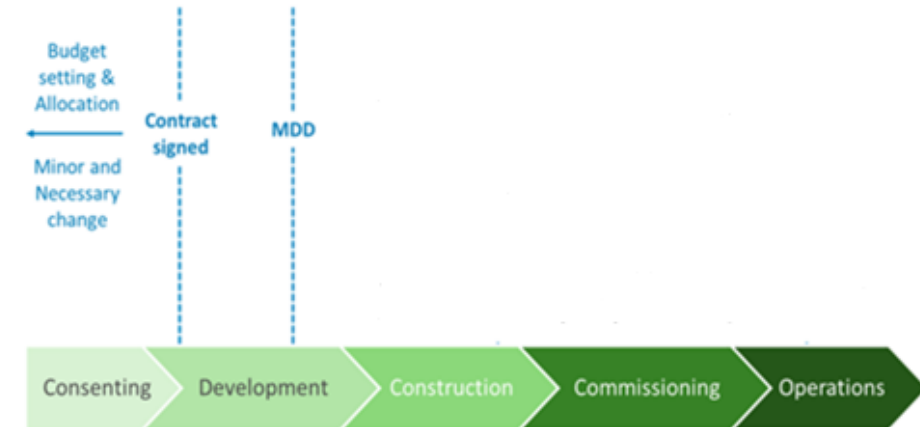 Budget
setting &
Allocation
Minor and
Necessary
change
Contract
signed
MDD
Consenting
Development
Construction
Commissioning
Operations